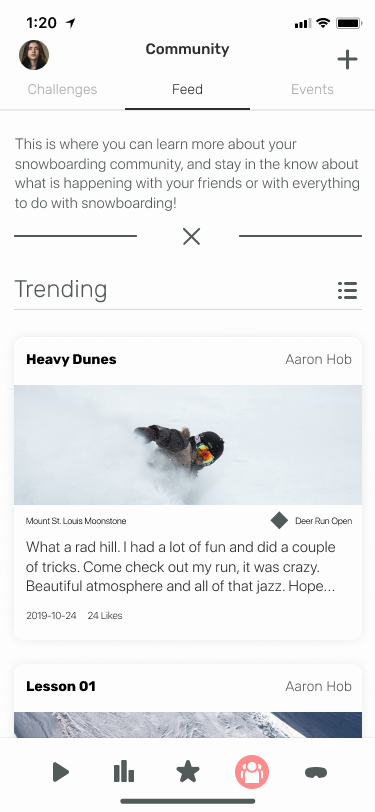 1:20
Community
Challenges
Feed
Events
This is where you can learn more about your
snowboarding community, and stay in the know about
what is happening with your friends or with everything
to do with snowboarding!
Trending
Heavy Dunes
Aaron Hob
Mount St. Louis Moonstone
Deer Run Open
What a rad hill. I had a lot of fun and did a couple
of tricks. Come check out my run, it was crazy.
Beautiful atmosphere and all of that jazz. Hope...
2019-10-24 24 Likes
Lesson 01
Aaron Hob